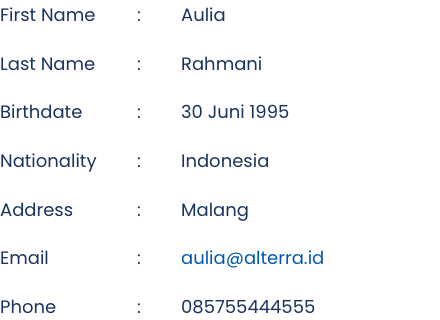 First Name : Aulia
Last Name : Rahmani
Birthdate : 30 Juni 1995
Nationality : Indonesia
Address : Malang
Email : aulia@alterra.id
Phone : 085755444555